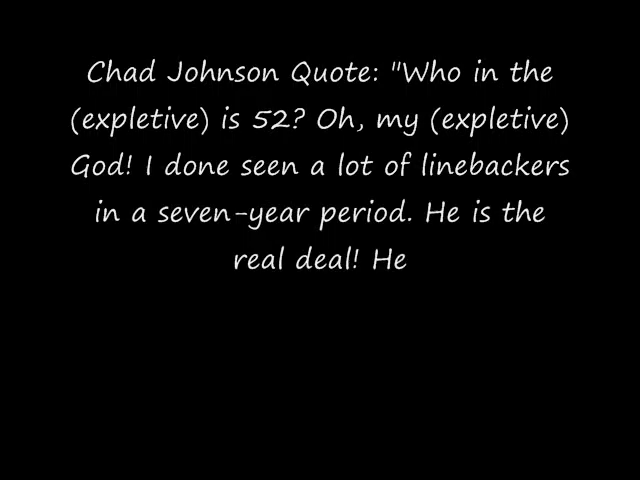 Chad Johnson Quote: "Who in the
(expletive) is 52? Oh, my (expletive)
God! I done seen a lot of linebackers
in a seven-year period. He is the
real deal! He